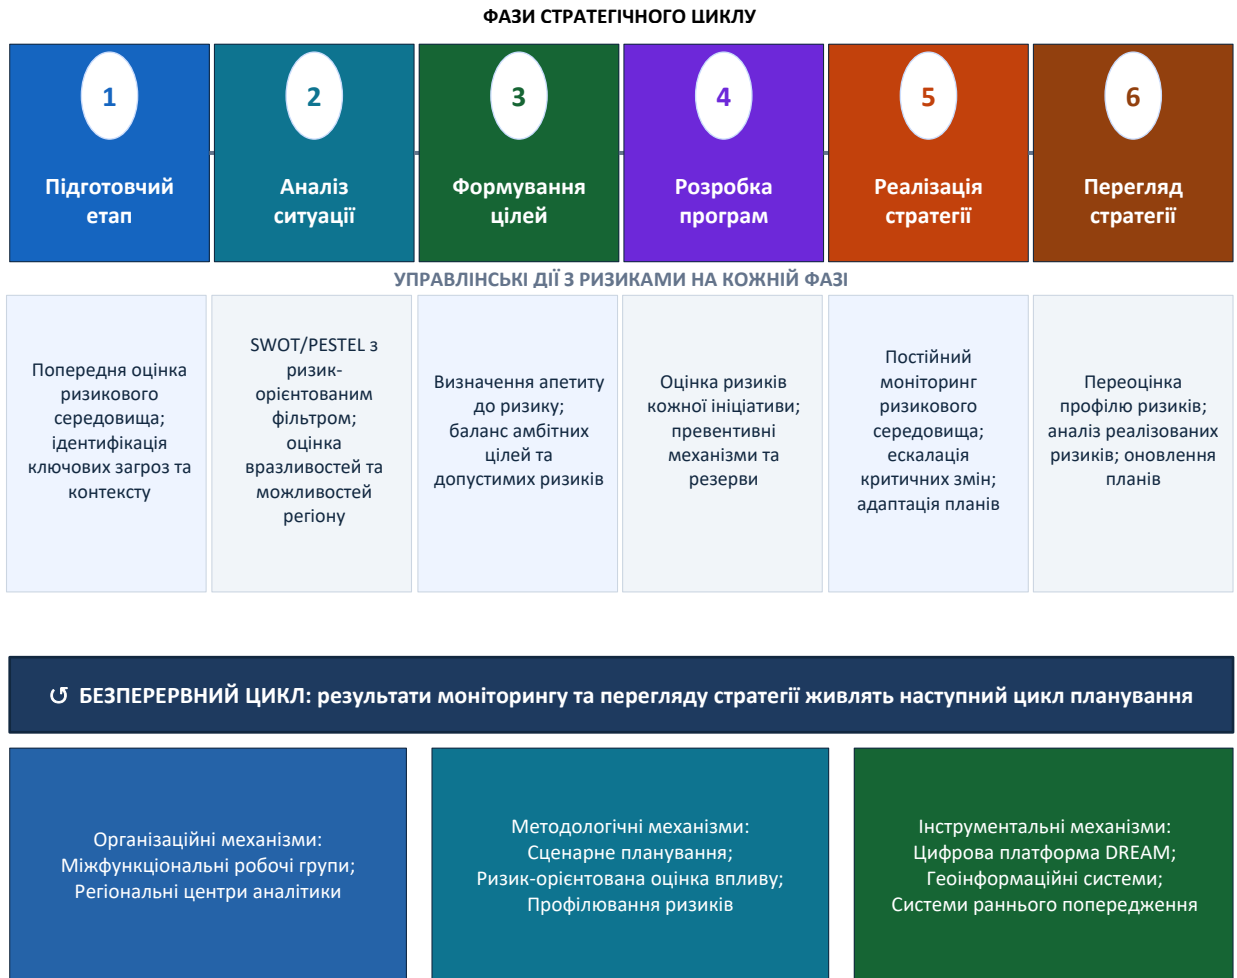 ФАЗИ СТРАТЕГІЧНОГО ЦИКЛУ
1
Підготовчий
етап
2
Аналіз
ситуації
3
Формування
цілей
4
Розробка
програм
5
Реалізація
стратегії
6
Перегляд
стратегії
УПРАВЛІНСЬКІ ДІЇ З РИЗИКАМИ НА КОЖНІЙ ФАЗІ
Попередня оцінка
ризикового
середовища;
ідентифікація
ключових загроз та
контексту
SWOT/PESTEL з
ризик-
орієнтованим
фільтром;
оцінка
вразливостей та
можливостей
регіону
Визначення апетиту
до ризику;
баланс амбітних
цілей та
допустимих ризиків
Оцінка ризиків
кожної ініціативи;
превентивні
механізми та
резерви
Постійний
моніторинг
ризикового
середовища;
ескалація
критичних змін;
адаптація планів
Переоцінка
профілю ризиків;
аналіз реалізованих
ризиків; оновлення
планів
↺ БЕЗПЕРЕРВНИЙ ЦИКЛ: результати моніторингу та перегляду стратегії живлять наступний цикл планування
Організаційні механізми:
Міжфункціональні робочі групи;
Регіональні центри аналітики
Методологічні механізми:
Сценарне планування;
Ризик-орієнтована оцінка впливу;
Профілювання ризиків
Інструментальні механізми:
Цифрова платформа DREAM;
Геоінформаційні системи;
Системи раннього попередження